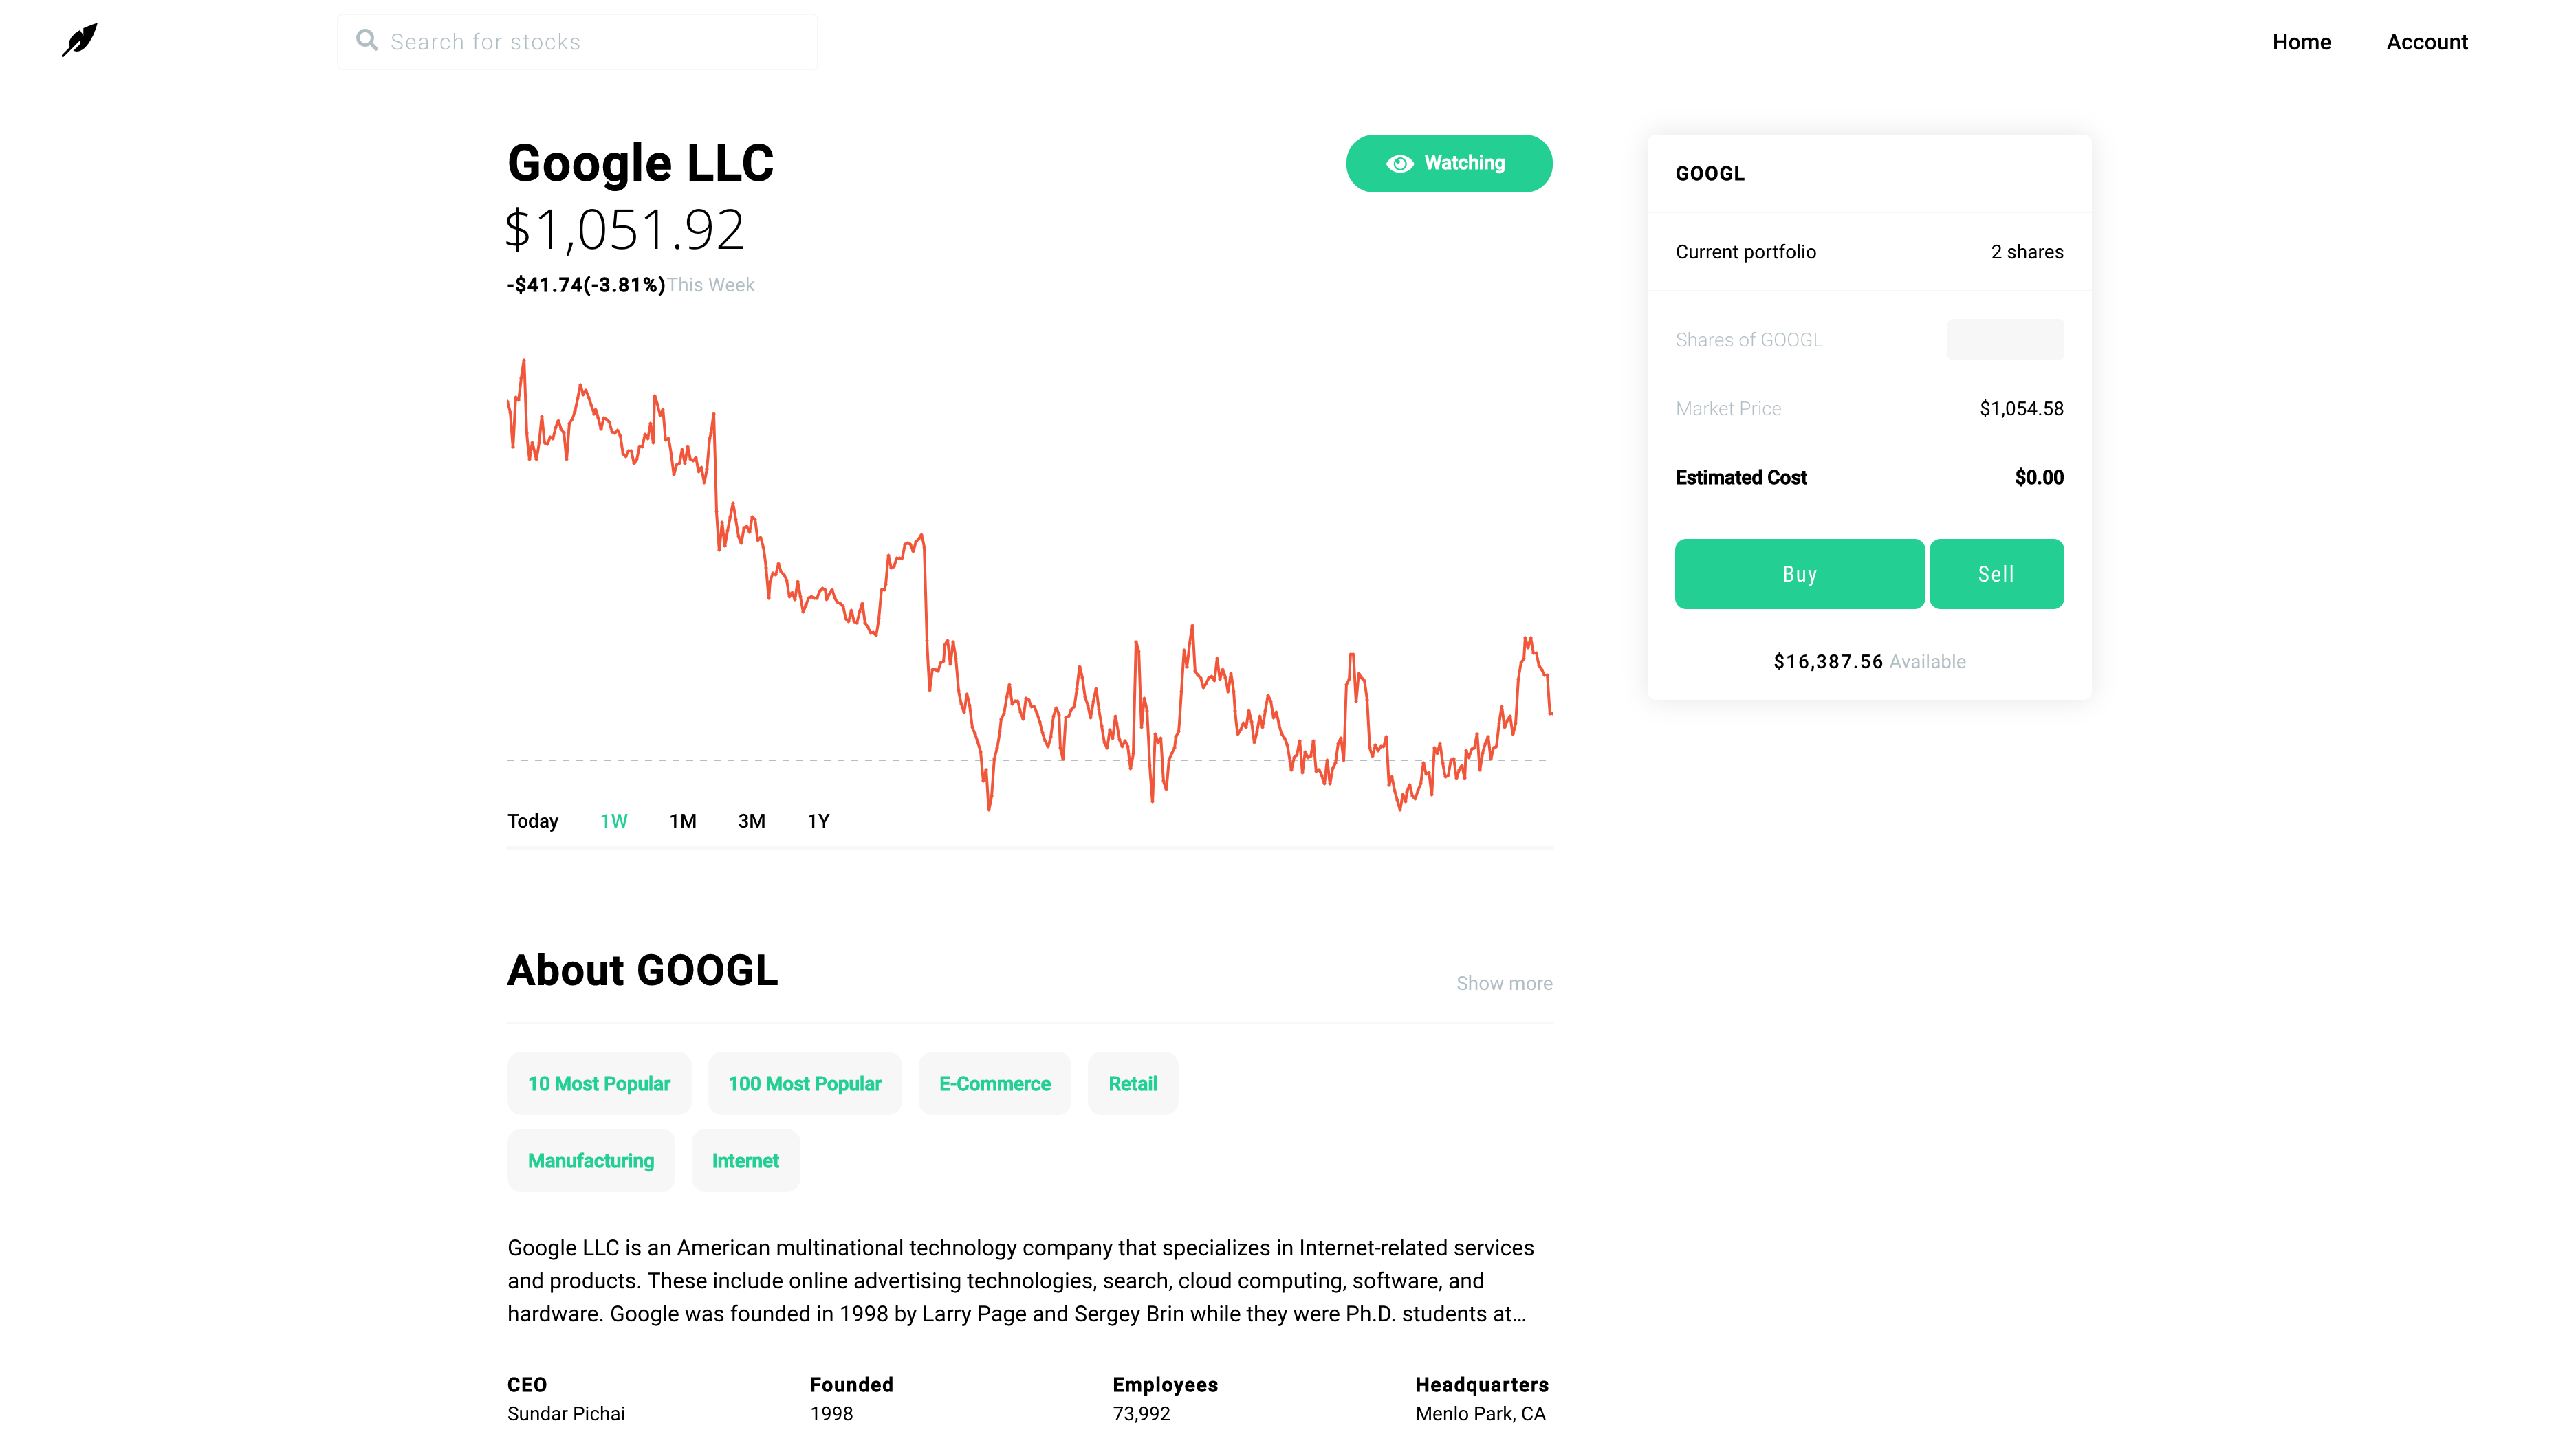 Search for stocks
Home Account
Google LLC
Watching
$1,051.92
-$41.74(-3.81%)This Week
Today 1W 1M 3M 1Y
GOOGL
Current portfolio 2 shares
Shares of GOOGL
Market Price $1,054.58
Estimated Cost $0.00
Buy Sell
$16,387.56 Available
About GOOGL
Show more
10 Most Popular 100 Most Popular E-Commerce Retail
Manufacturing Internet
Google LLC is an American multinational technology company that specializes in Internet-related services
and products. These include online advertising technologies, search, cloud computing, software, and
hardware. Google was founded in 1998 by Larry Page and Sergey Brin while they were Ph.D. students at...
CEO Founded Employees Headquarters
Sundar Pichai 1998 73,992 Menlo Park, CA